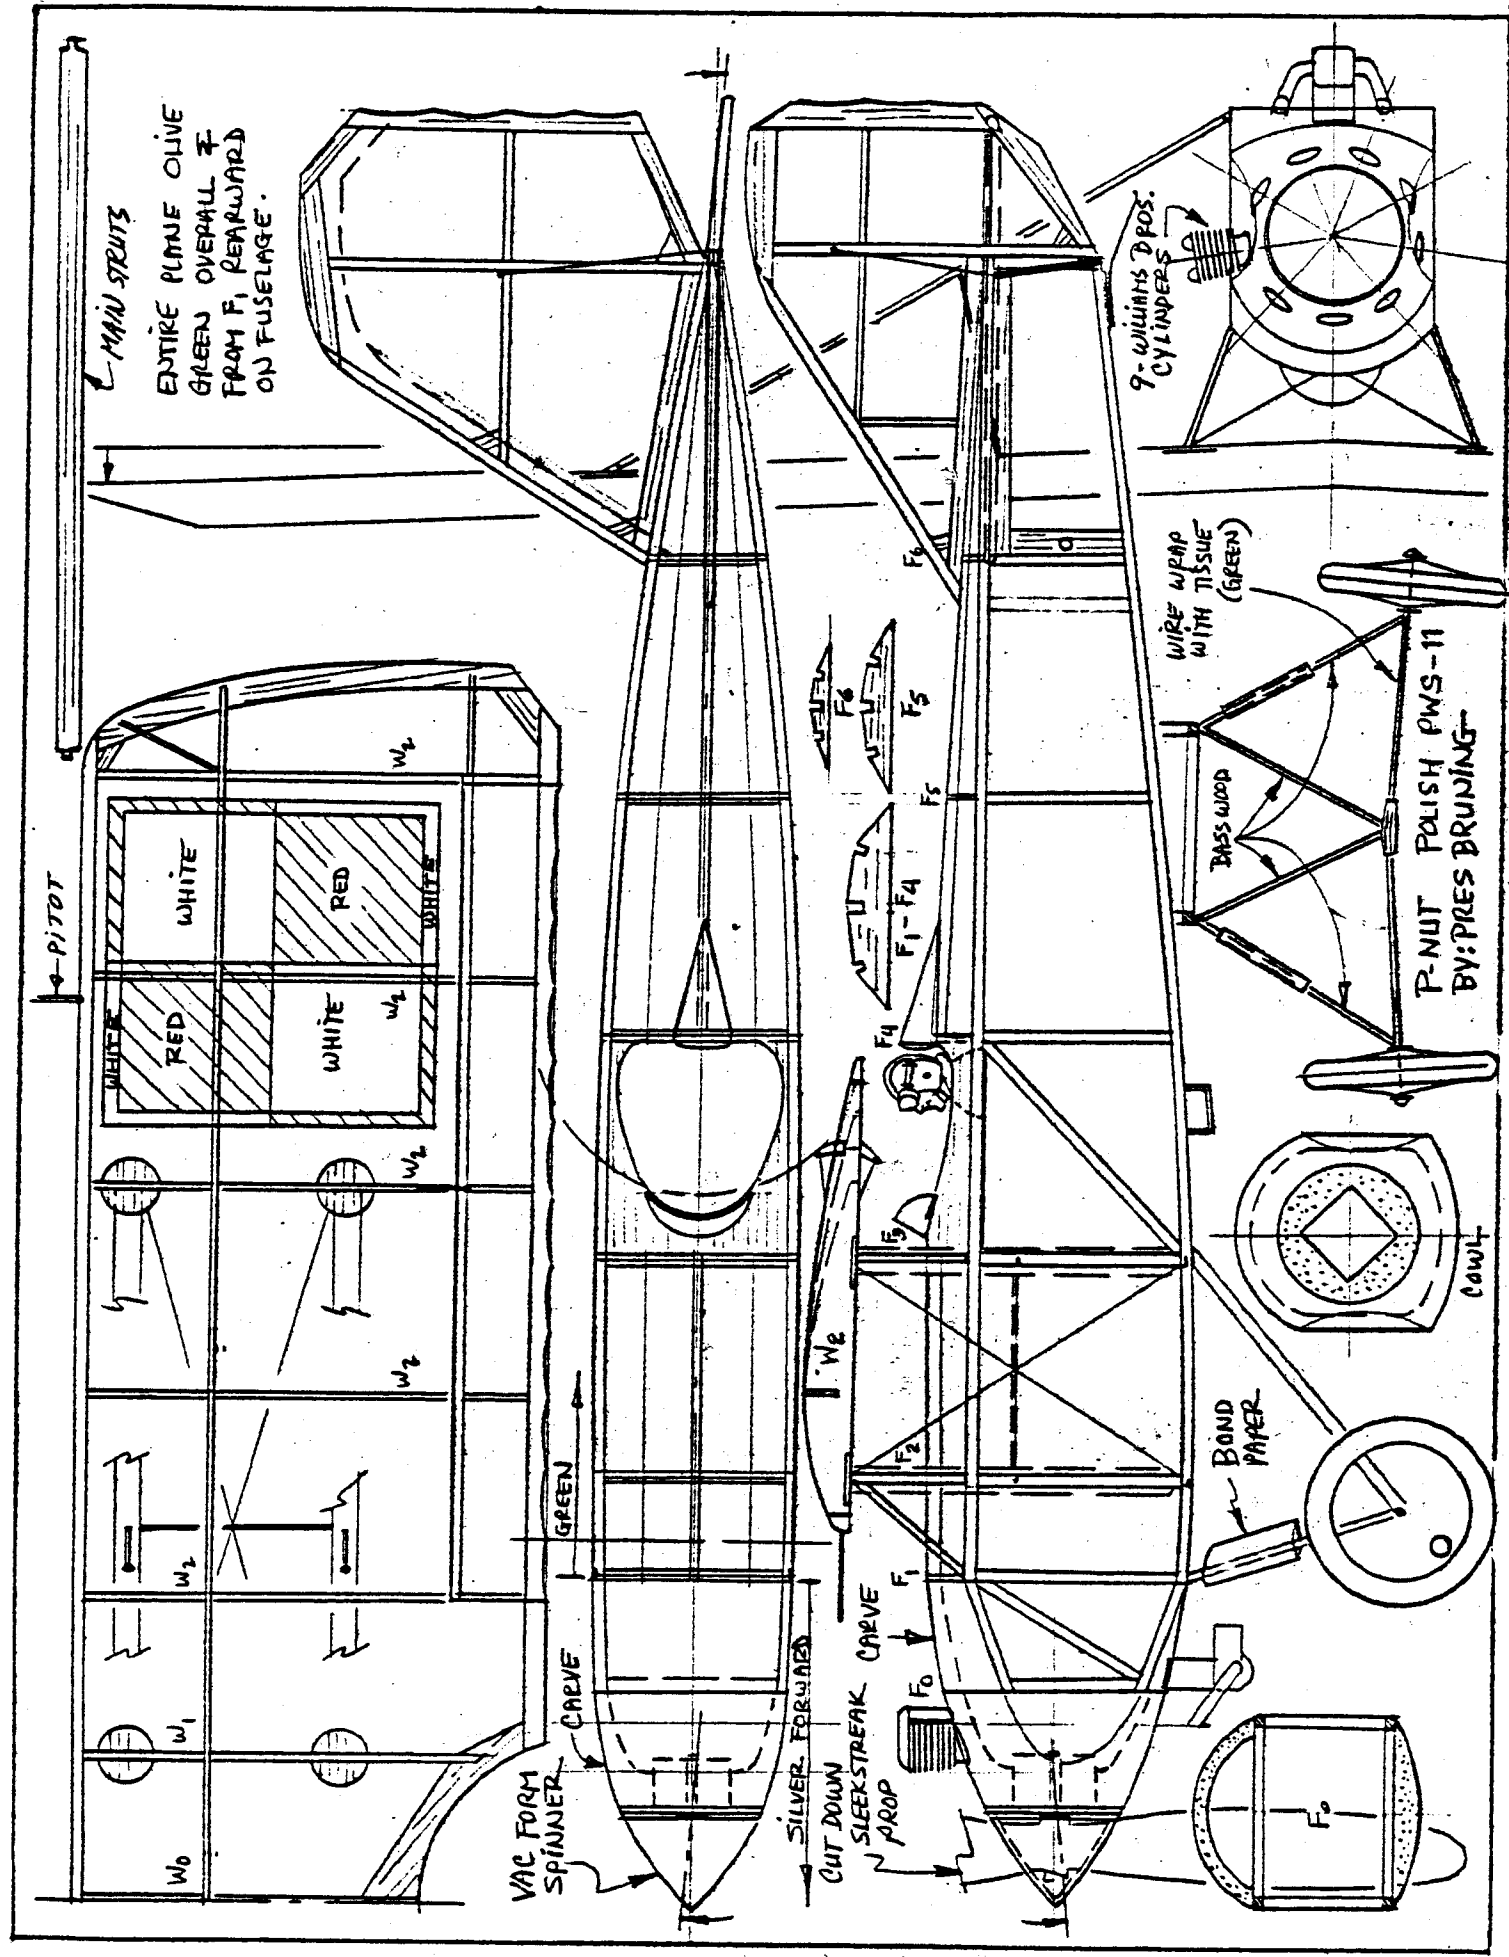 MAIN STRUTS
ENTIRE PLANE OLIVE
GREEN OVERALL &
FROM F1 REARWARD
ON FUSELAGE.
PITOT
WHITE
RED
WHITE
WHITE
RED
WHITE
W0
W1
W2
W2
W2
W2
W2
VAC FORM
SPINNER
CARVE
GREEN
SILVER FORWARD
CUT DOWN
SLEEKSTREAK
PROP
CARVE
W2
F1-F4
F5
F6
F0
F1
F2
F3
F4
F5
F6
9-WILLIAMS BROS.
CYLINDERS
WIRE WRAP
WITH TISSUE
(GREEN)
BASSWOOD
BOND
PAPER
COWL
F0
P-NUT POLISH PWS-11
BY: PRES BRUNING